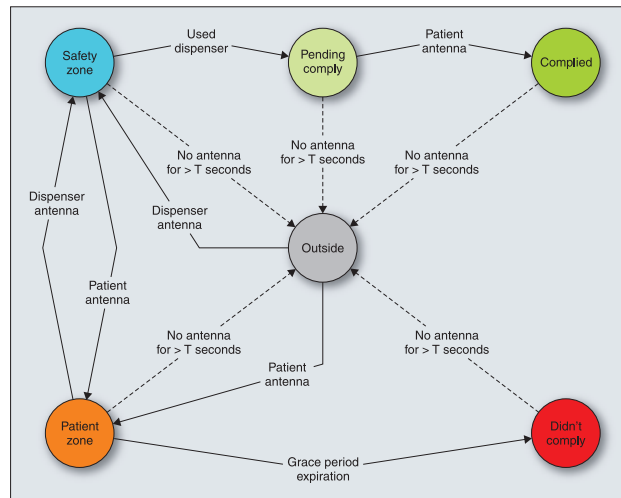 Safety
zone
Used
dispenser
Pending
comply
Patient
antenna
Complied
No antenna
for > T seconds
No antenna
for > T seconds
No antenna
for > T seconds
Dispenser
antenna
Dispenser
antenna
Outside
Patient
antenna
No antenna
for > T seconds
No antenna
for > T seconds
Patient
antenna
Patient
zone
Didn't
comply
Grace period
expiration